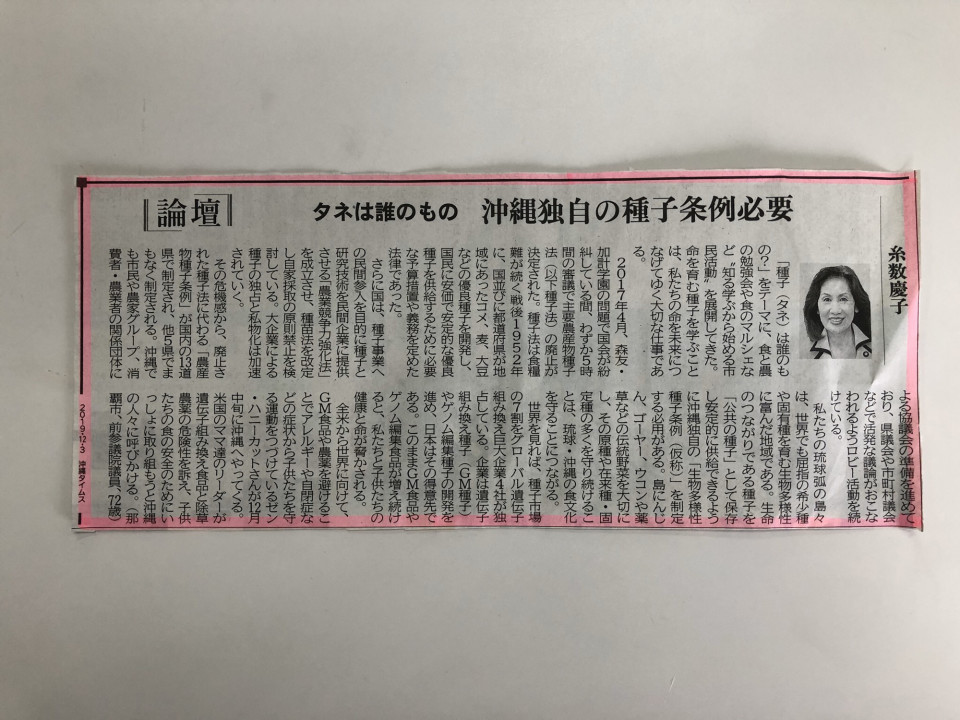 論壇
タネは誰のもの 沖縄独自の種子条例必要
糸数慶子
「種子(タネ)は誰のも
の?」をテーマに、食と農
の勉強会や食のマルシェな
ど〝知る学ぶから始める市
民活動〟を展開してきた。
命を育む種子を学ぶこと
は、私たちの命を未来につ
なげてゆく大切な仕事であ
る。
2017年4月、森友・
加計学園の問題で国会が紛
糾している間、わずか5時
間の審議で主要農産物種子
法(以下種子法)の廃止が
決定された。種子法は食糧
難が続く戦後1952年
に、国並びに都道府県が地
域にあったコメ、麦、大豆
などの優良種子を開発し、
国民に安価で安定的な優良
種子を供給するために必要
な予算措置や義務を定めた
法律であった。
さらに国は、種子事業へ
の民間参入を目的に種子と
研究技術を民間企業に提供
させる「農業競争力強化法」
を成立させ、種苗法を改定
し自家採取の原則禁止を検
討している。大企業による
種子の独占と私物化は加速
されていく。
その危機感から、廃止さ
れた種子法に代わる「農産
物種子条例」が国内の13道
県で制定され、他5県でま
もなく制定される。沖縄で
も市民や農家グループ、消
費者・農業者の関係団体に
よる協議会の準備を進めて
おり、県議会や市町村議会
などで活発な議論がおこな
われるようロビー活動を続
けている。
私たちの琉球弧の島々
は、世界でも屈指の希少種
や固有種を育む生物多様性
に富んだ地域である。生命
のつながりである種子を
「公共の種子」として保存
し安定的に供給できるよう
に沖縄独自の「生物多様性
種子条例(仮称)」を制定
する必用がある。島にんじ
ん、ゴーヤー、ウコンや薬
草などの伝統野菜を大切に
し、その原種や在来種・固
定種の多くを守り続けるこ
とは、琉球・沖縄の食文化
を守ることにつながる。
世界を見れば、種子市場
の7割をグローバル遺伝子
組み換え巨大企業4社が独
占している。企業は遺伝子
組み換え種子(GM種子)
やゲノム編集種子の開発を
進め、日本はその得意先で
ある。このままGM食品や
ゲノム編集食品が増え続け
ると、私たちと子供たちの
健康と命が脅かされる。
全米から世界に向けて、
GM食品や農薬を避けるこ
とでアレルギーや自閉症な
どの症状から子供たちを守
る運動をつづけているゼン
・ハニーカットさんが12月
中旬に沖縄へやってくる。
米国のママ達のリーダーが
遺伝子組み換え食品と除草
農薬の危険性を訴え、子供
たちの食の安全のためにい
っしょに取り組もうと沖縄
の人々に呼びかける。(那
覇市、前参議院議員、72歳)
2019・12・3 沖縄タイムス